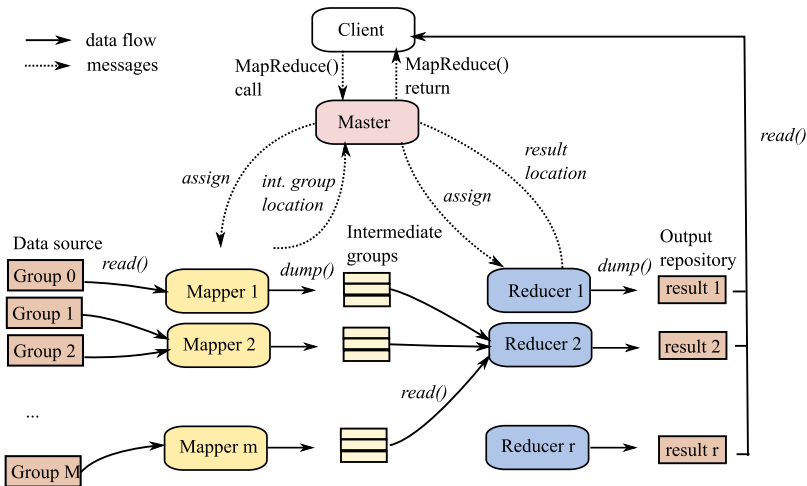 Client
data flow
messages
MapReduce()
call
MapReduce()
return
Master
read()
assign
int. group
location
assign
result
location
Data source
read()
Intermediate
groups
Output
repository
dump()
dump()
Group 0
Mapper 1
Reducer 1
result 1
Group 1
Group 2
Mapper 2
Reducer 2
result 2
read()
...
Group M
Mapper m
Reducer r
result r